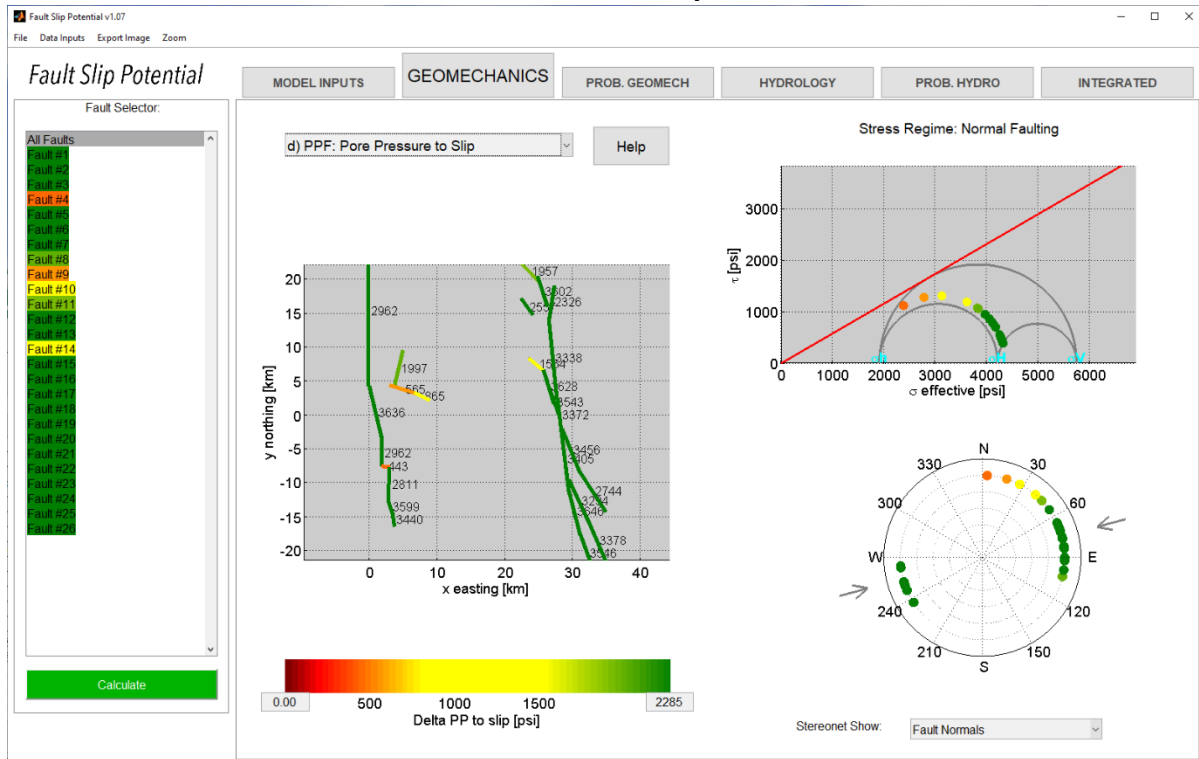 Fault Slip Potential v1.07
File Data Inputs Export Image Zoom
Fault Slip Potential
MODEL INPUTS
GEOMECHANICS
PROB. GEOMECH
HYDROLOGY
PROB. HYDRO
INTEGRATED
Fault Selector:
All Faults
Fault #1
Fault #2
Fault #3
Fault #4
Fault #5
Fault #6
Fault #7
Fault #8
Fault #9
Fault #10
Fault #11
Fault #12
Fault #13
Fault #14
Fault #15
Fault #16
Fault #17
Fault #18
Fault #19
Fault #20
Fault #21
Fault #22
Fault #23
Fault #24
Fault #25
Fault #26
Calculate
d) PPF: Pore Pressure to Slip
Help
y northing [km]
20
15
10
5
0
-5
-10
-15
-20
0 10 20 30 40
x easting [km]
2962
1997
565
865
3636
2962
443
2811
3599
3440
1957
3602
2326
3338
3628
3543
3372
3456
3405
2744
3646
3378
3546
0.00
500
1000
1500
2285
Delta PP to slip [psi]
Stress Regime: Normal Faulting
τ [psi]
3000
2000
1000
0
0 1000 2000 3000 4000 5000 6000
σ effective [psi]
N
30
60
E
120
150
S
210
240
W
300
330
Stereonet Show:
Fault Normals